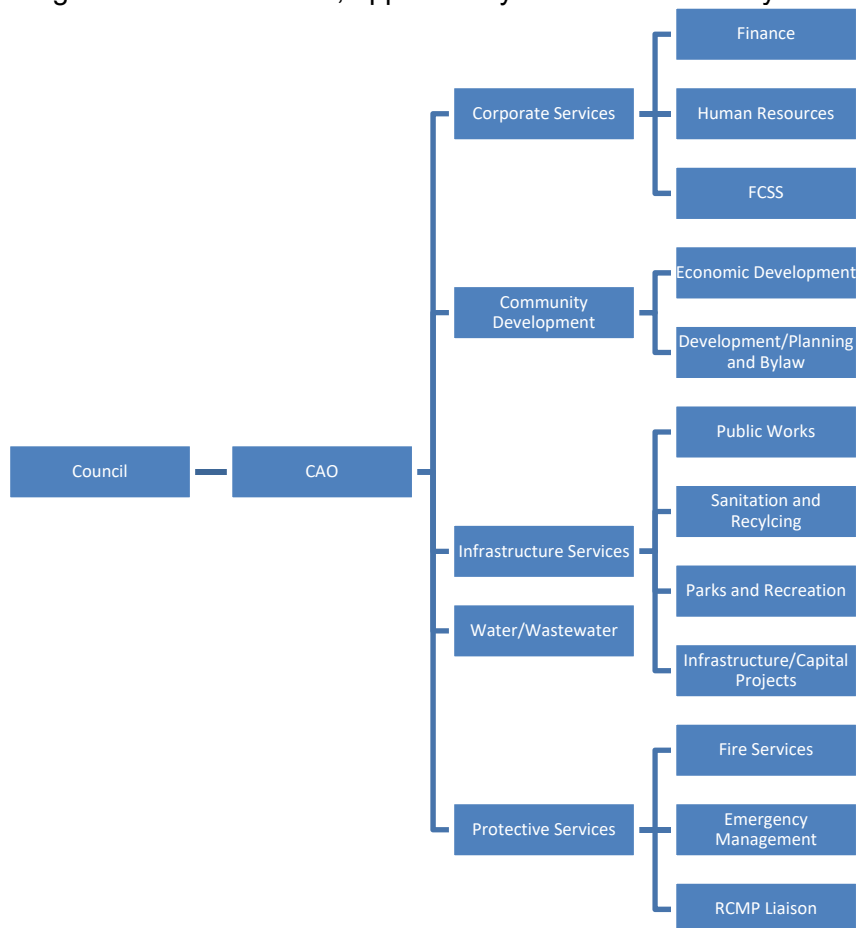 Finance
Corporate Services
Human Resources
FCSS
Economic Development
Community
Development
Development/Planning
and Bylaw
Public Works
Council
CAO
Sanitation and
Recylcing
Infrastructure Services
Parks and Recreation
Water/Wastewater
Infrastructure/Capital
Projects
Fire Services
Protective Services
Emergency
Management
RCMP Liaison